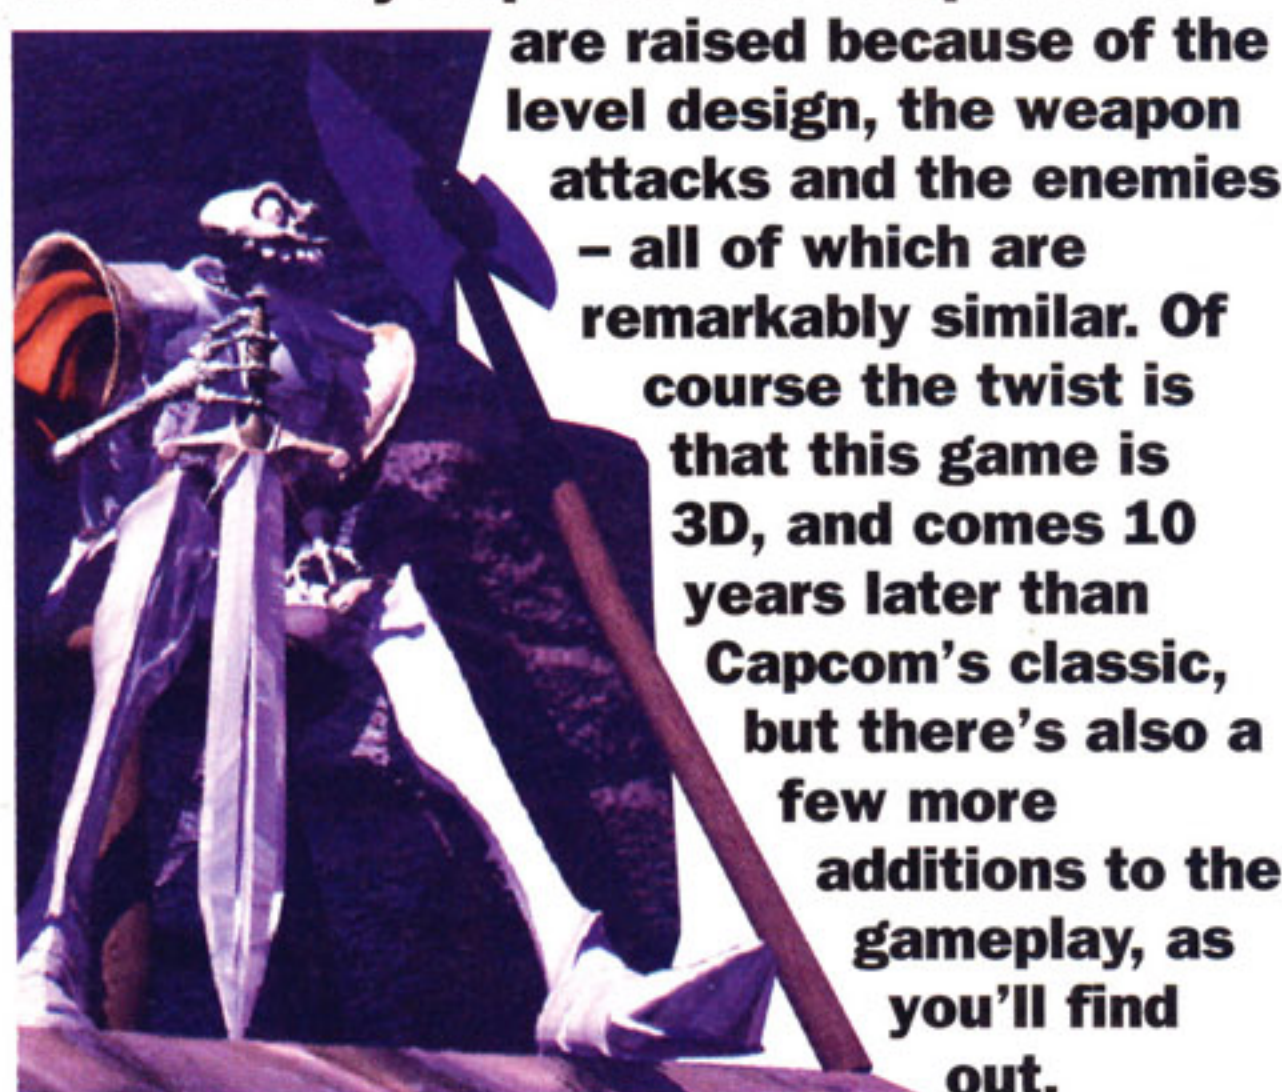 are raised because of the
level design, the weapon
attacks and the enemies
– all of which are
remarkably similar. Of
course the twist is
that this game is
3D, and comes 10
years later than
Capcom’s classic,
but there’s also a
few more
additions to the
gameplay, as
you’ll find
out.